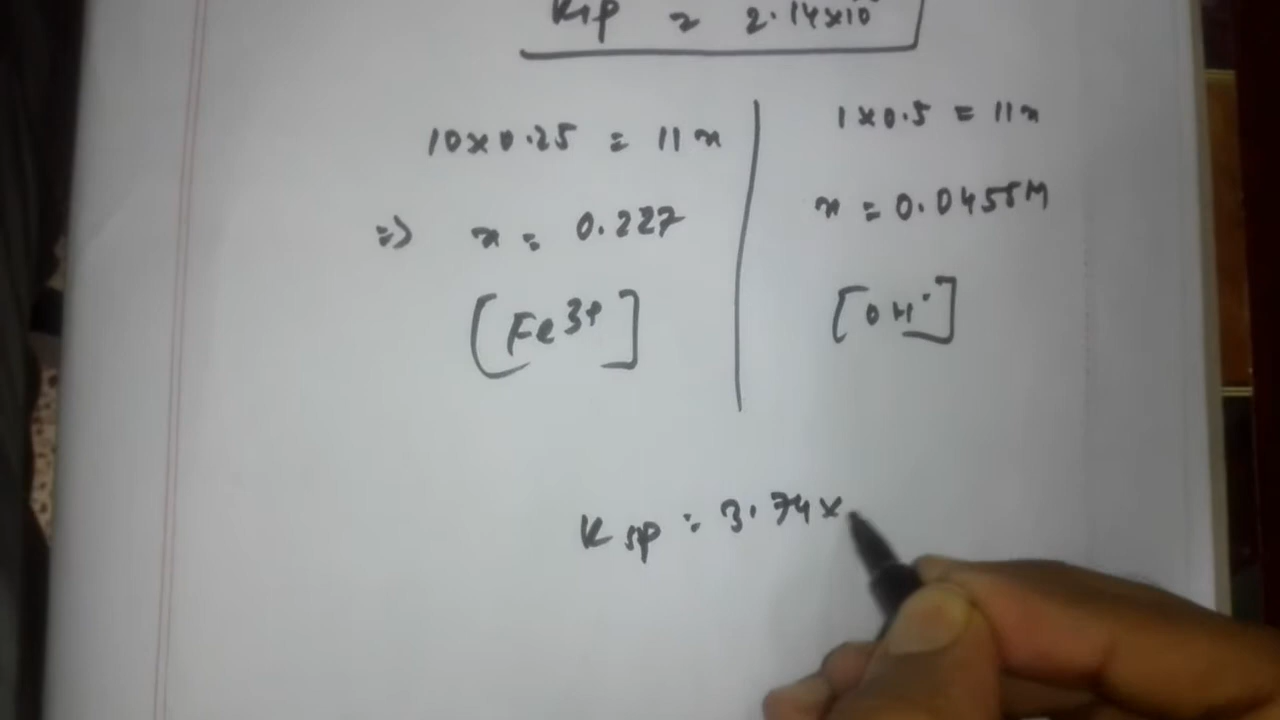 Ksp = 2.14×10
10×0.25 = 11x
1×0.5 = 11x
=> x = 0.227
x = 0.0455M
[Fe3+]
[OH-]
Ksp = 3.74×